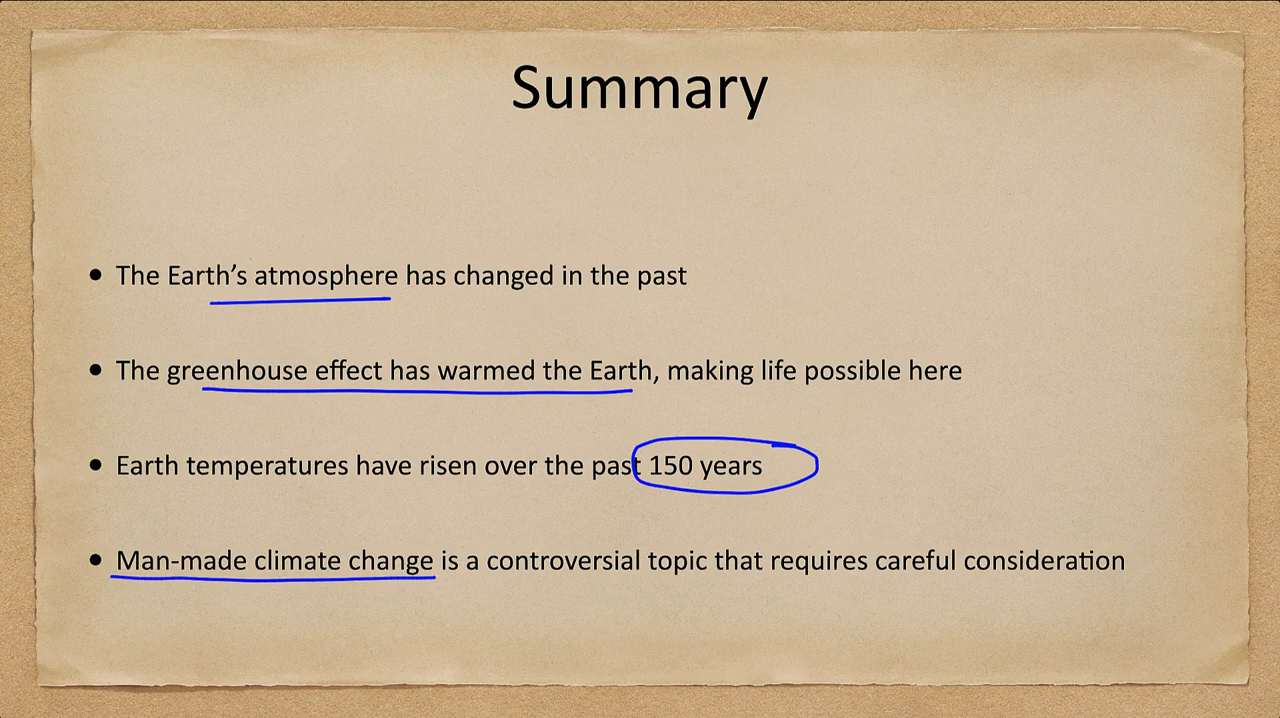 Summary
• The Earth’s atmosphere has changed in the past
• The greenhouse effect has warmed the Earth, making life possible here
• Earth temperatures have risen over the past 150 years
• Man-made climate change is a controversial topic that requires careful consideration